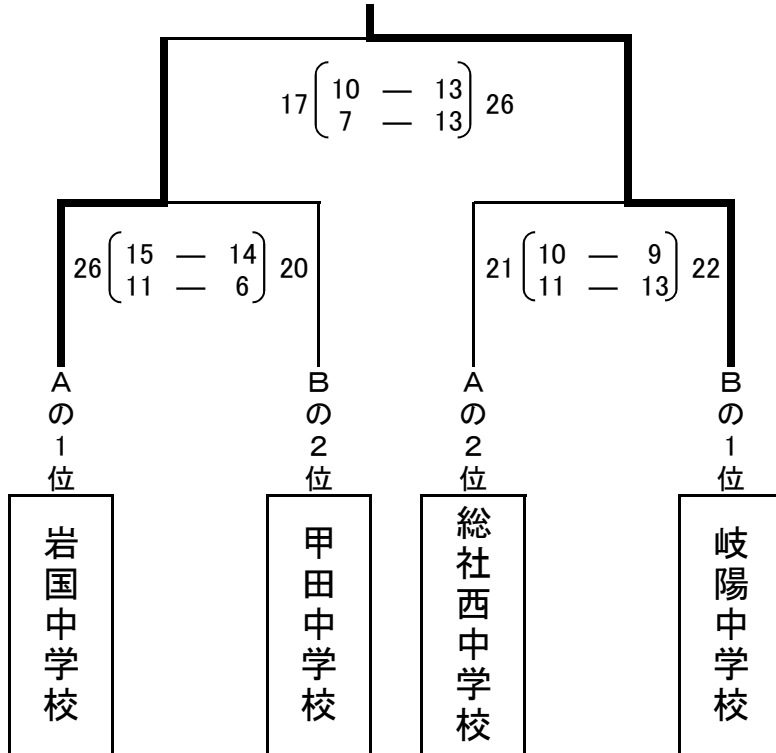 17 10 — 13 26
7 — 13
26 15 — 14 20
11 — 6
21 10 — 9 22
11 — 13
Aの1位
Bの2位
Aの2位
Bの1位
岩国中学校
甲田中学校
総社西中学校
岐陽中学校